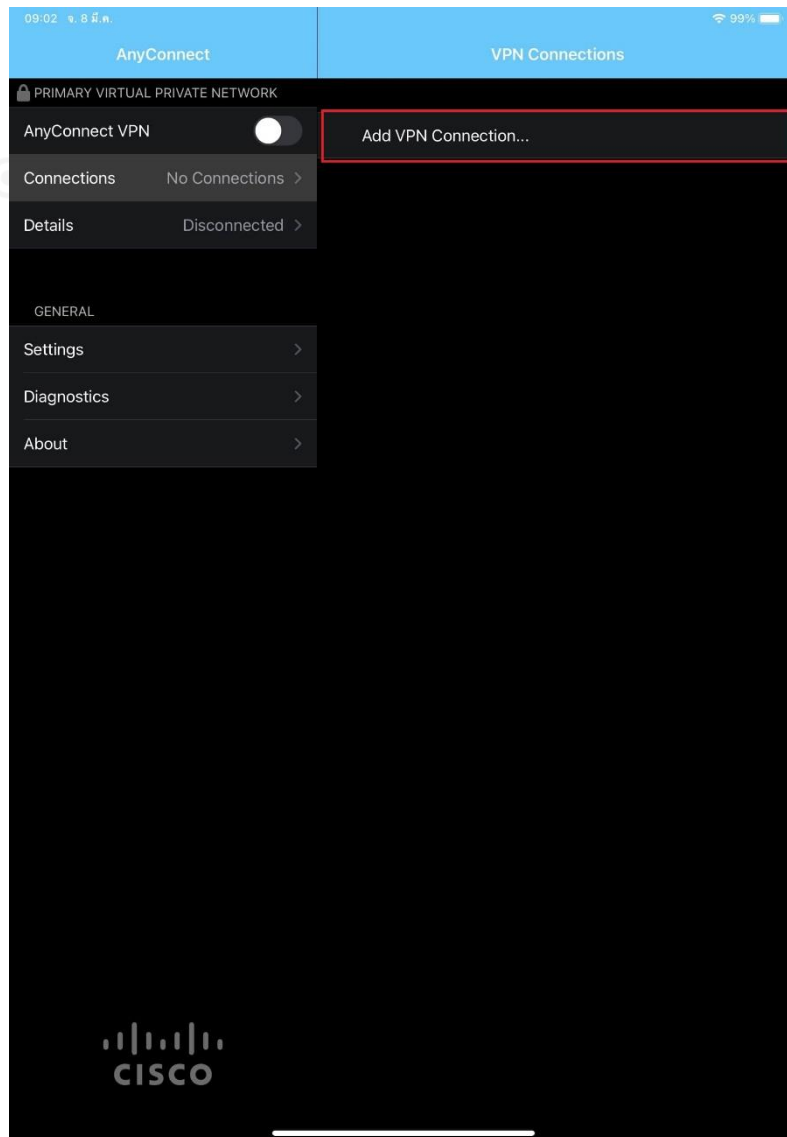 09:02 จ. 8 มี.ค.
99%
AnyConnect
VPN Connections
PRIMARY VIRTUAL PRIVATE NETWORK
AnyConnect VPN
Add VPN Connection...
Connections No Connections
Details Disconnected
GENERAL
Settings
Diagnostics
About
CISCO